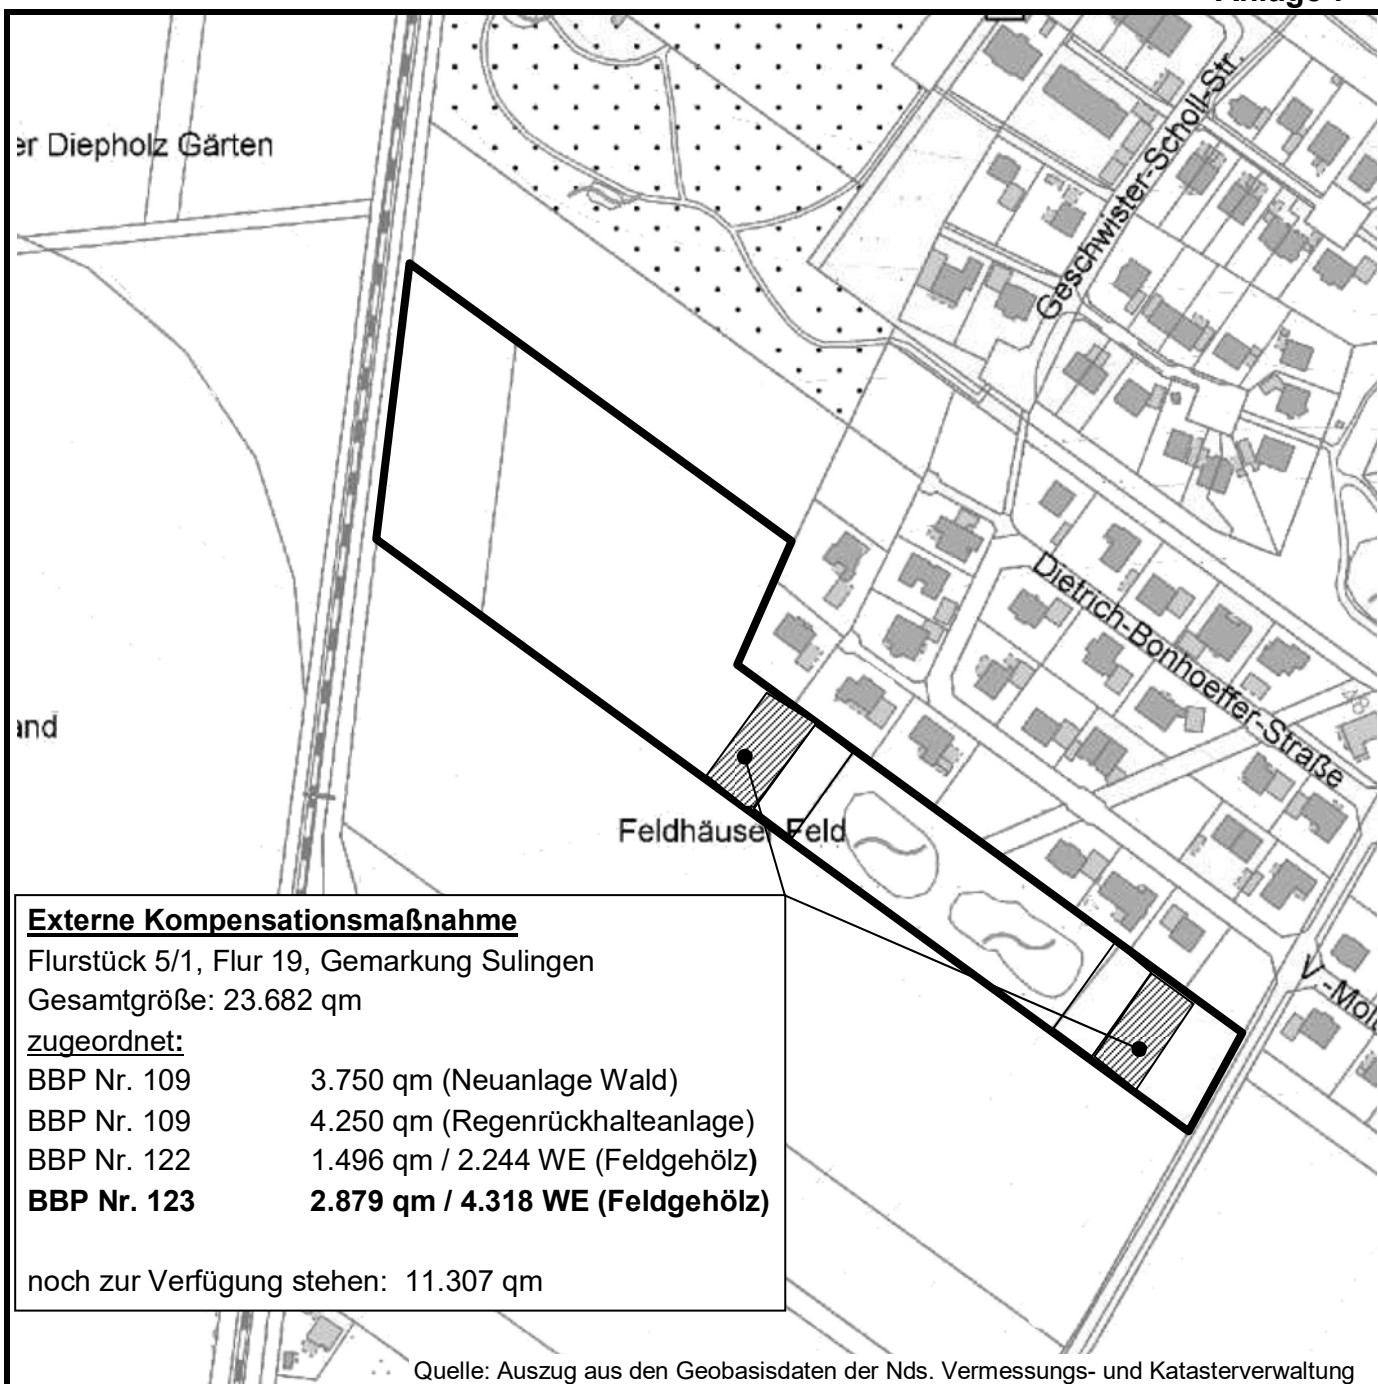 er Diepholz Gärten
Geschwister-Scholl-Str.
Dietrich-Bonhoeffer-Straße
and
Feldhäuser Feld
Externe Kompensationsmaßnahme
Flurstück 5/1, Flur 19, Gemarkung Sulingen
Gesamtgröße: 23.682 qm
zugeordnet:
BBP Nr. 109 3.750 qm (Neuanlage Wald)
BBP Nr. 109 4.250 qm (Regenrückhalteanlage)
BBP Nr. 122 1.496 qm / 2.244 WE (Feldgehölz)
BBP Nr. 123 2.879 qm / 4.318 WE (Feldgehölz)
noch zur Verfügung stehen: 11.307 qm
Quelle: Auszug aus den Geobasisdaten der Nds. Vermessungs- und Katasterverwaltung